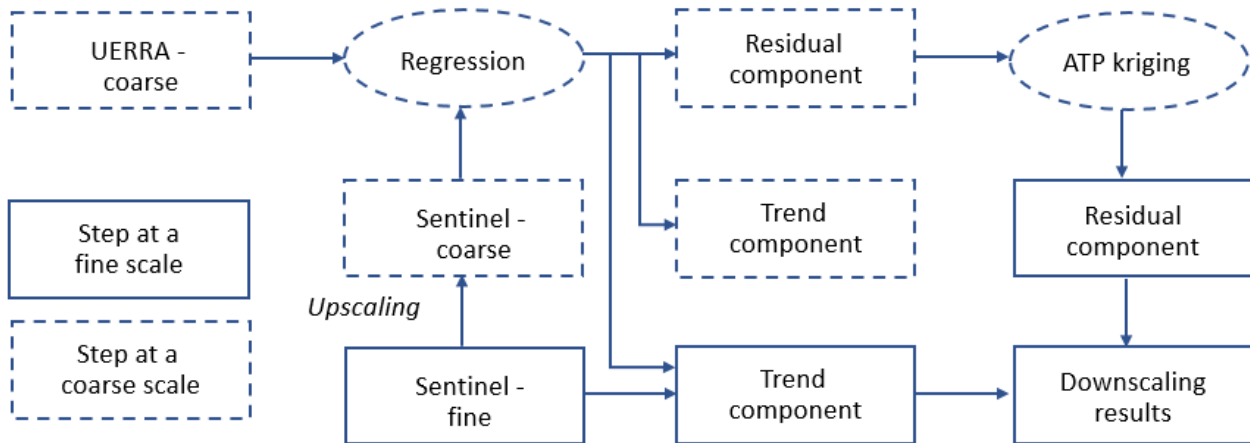 UERRA -
coarse
Regression
Residual
component
ATP kriging
Step at a
fine scale
Sentinel -
coarse
Trend
component
Residual
component
Upscaling
Step at a
coarse scale
Sentinel -
fine
Trend
component
Downscaling
results